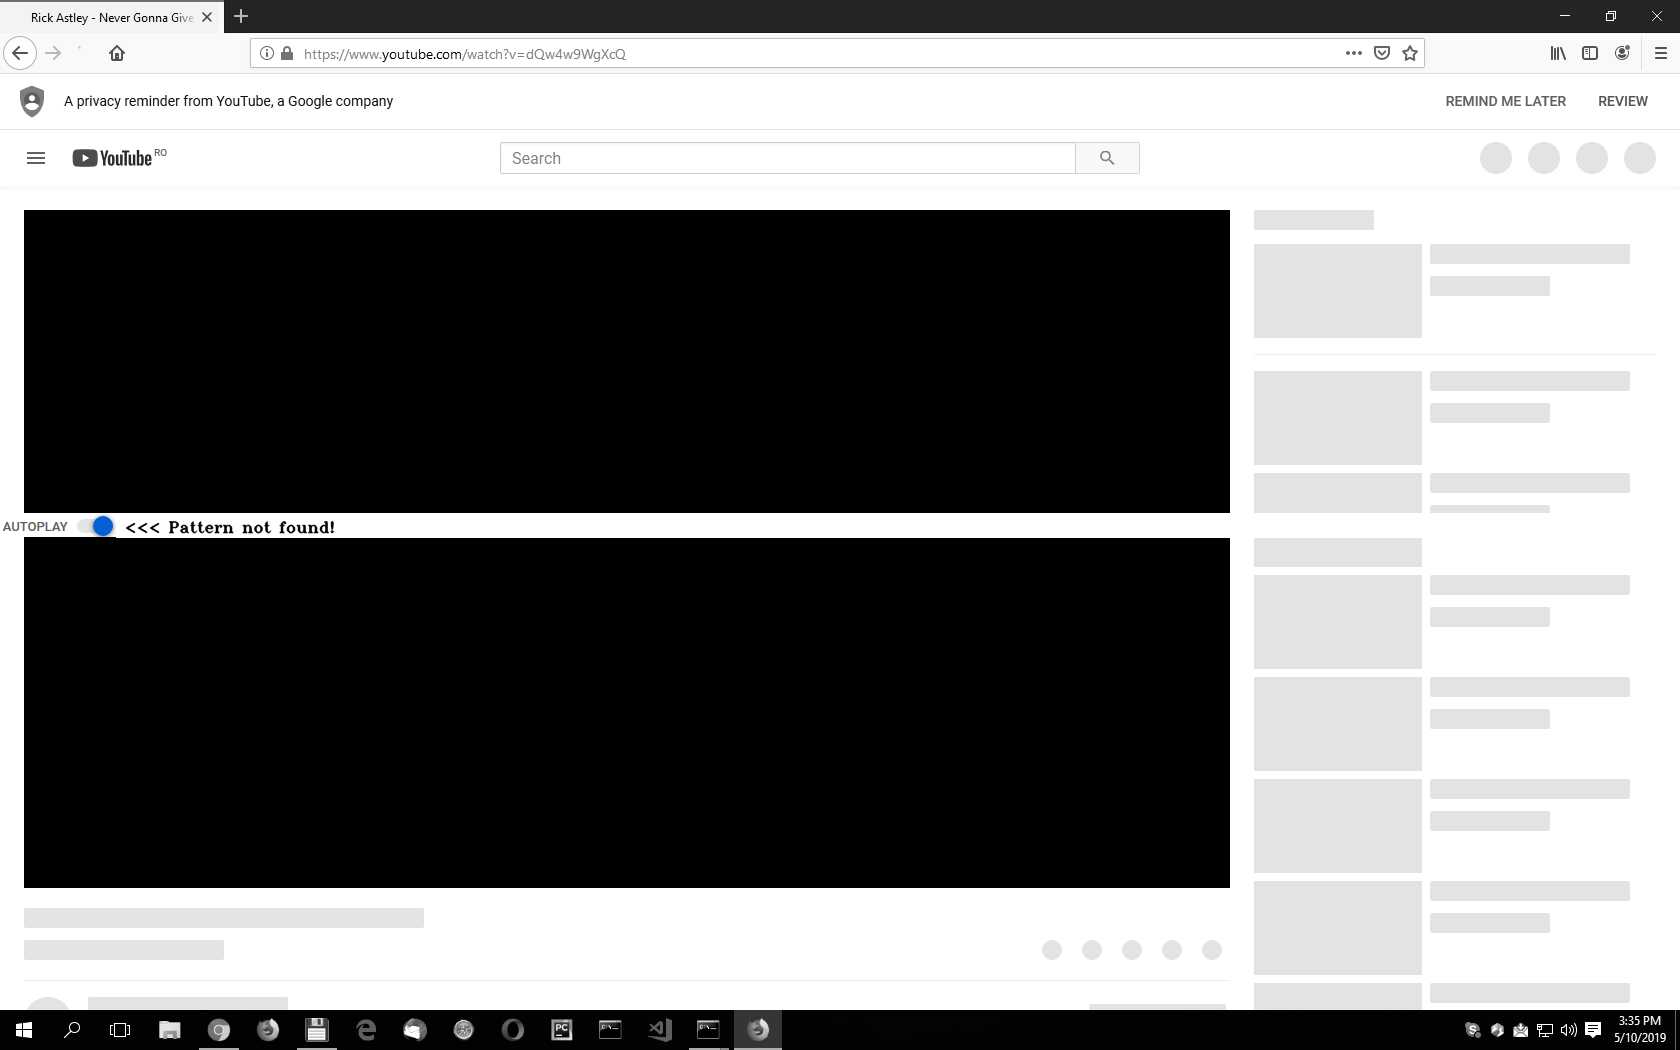 Rick Astley - Never Gonna Give
https://www.youtube.com/watch?v=dQw4w9WgXcQ
A privacy reminder from YouTube, a Google company
REMIND ME LATER
REVIEW
YouTube RO
Search
AUTOPLAY
<<< Pattern not found!
PC
C:\.
C:\.
3:35 PM
5/10/2019